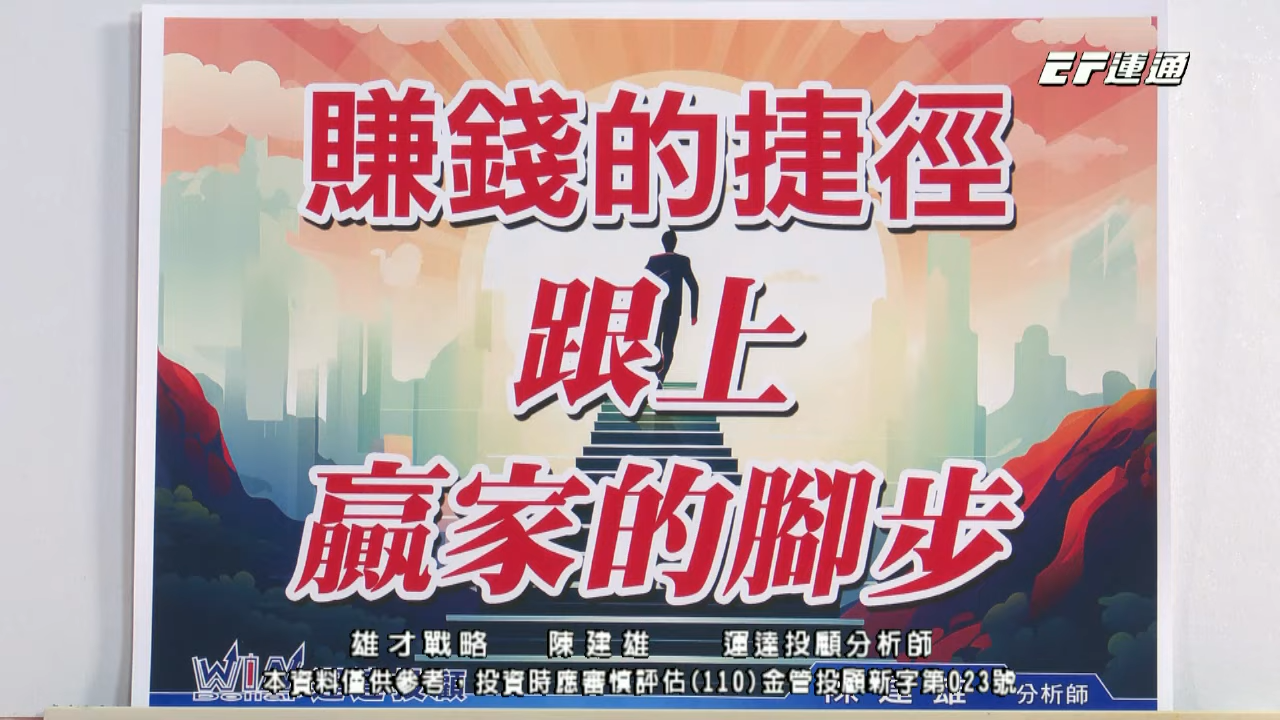 EF運通
賺錢的捷徑
跟上
贏家的腳步
雄才戰略 陳建雄 運達投顧分析師
本資料僅供參考,投資時應審慎評估(110)金管投顧新字第023號
WIN
分析師